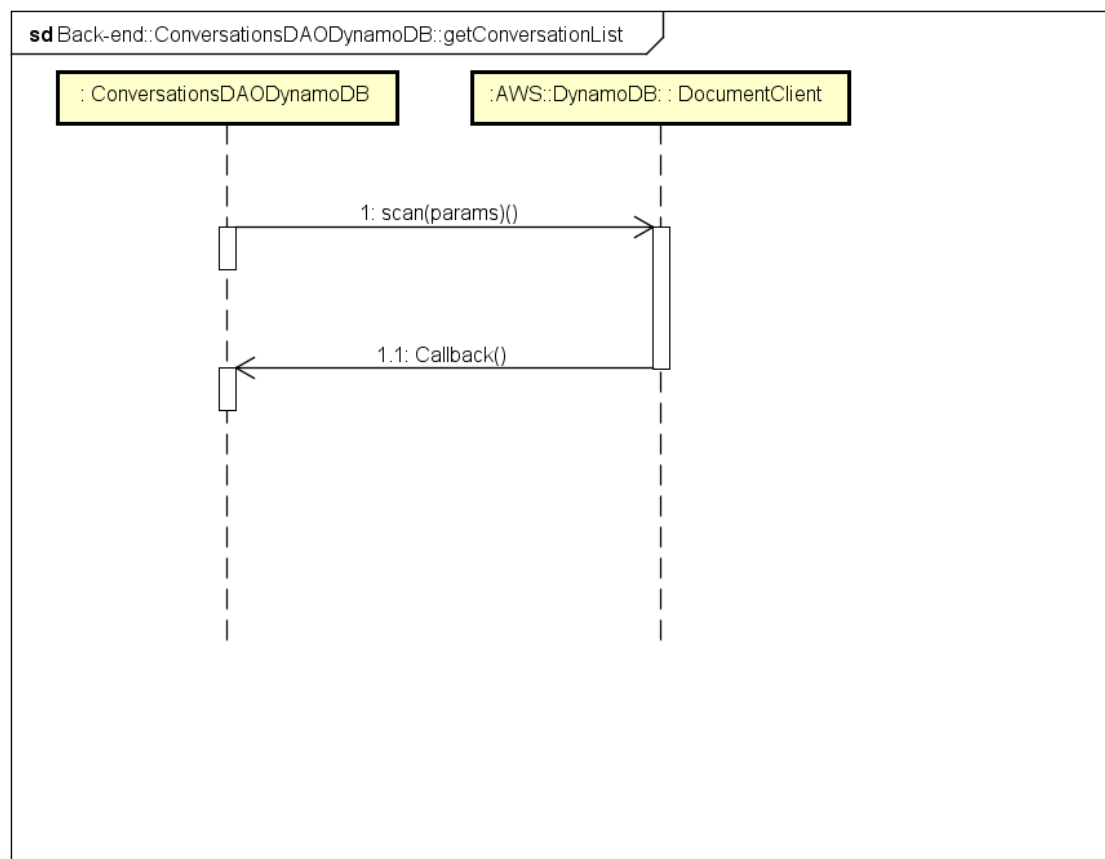 sd Back-end::ConversationsDAODynamoDB::getConversationList
: ConversationsDAODynamoDB
:AWS::DynamoDB: : DocumentClient
1: scan(params)()
1.1: Callback()